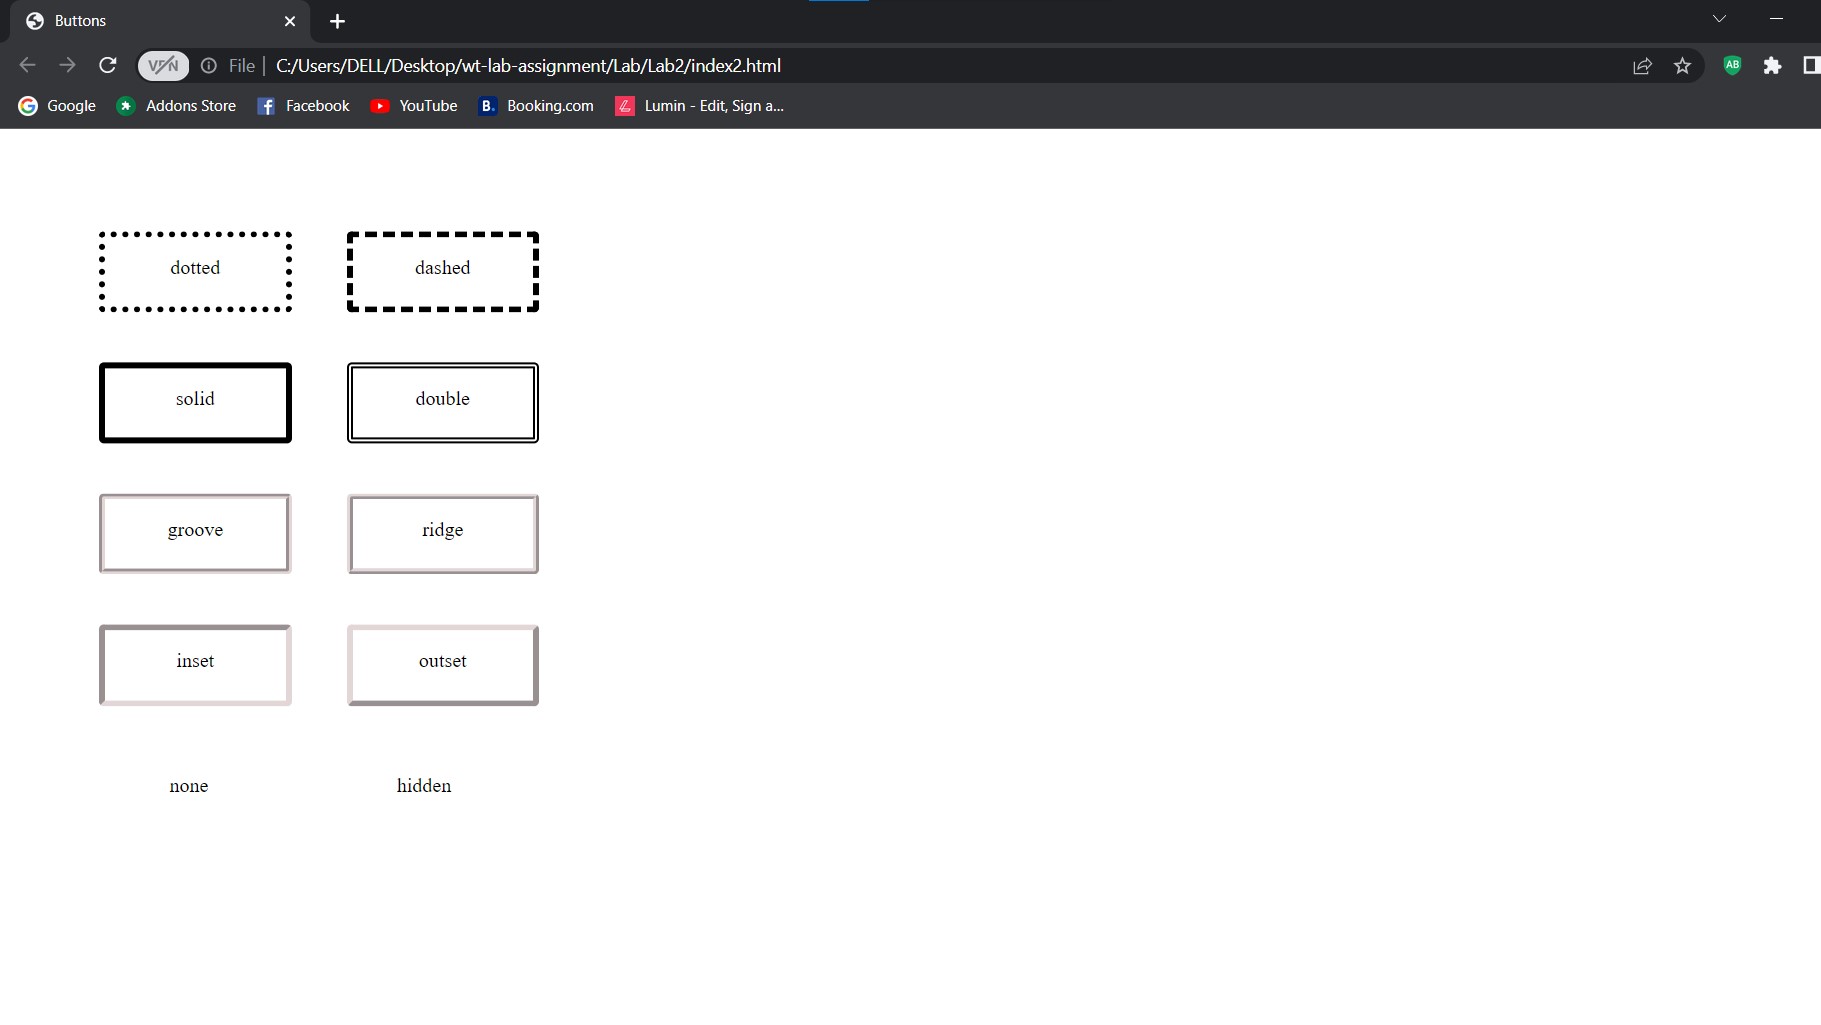 Buttons
VPN File | C:/Users/DELL/Desktop/wt-lab-assignment/Lab/Lab2/index2.html AB
Google Addons Store Facebook YouTube B. Booking.com Lumin - Edit, Sign a...
dotted dashed
solid double
groove ridge
inset outset
none hidden